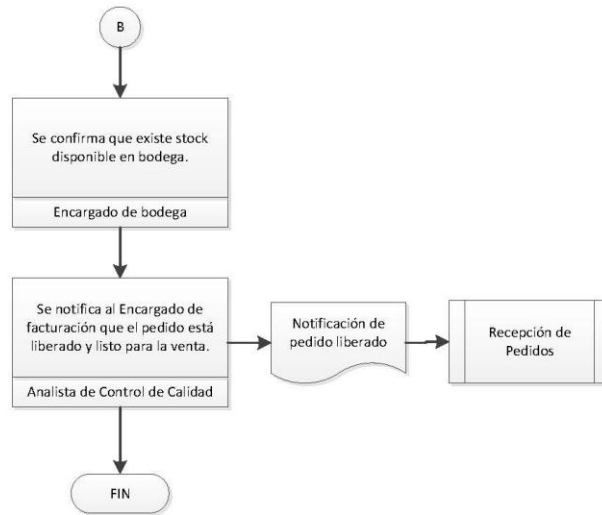 B
Se confirma que existe stock
disponible en bodega.
Encargado de bodega
Se notifica al Encargado de
facturación que el pedido está
liberado y listo para la venta.
Analista de Control de Calidad
Notificación de
pedido liberado
Recepción de
Pedidos
FIN